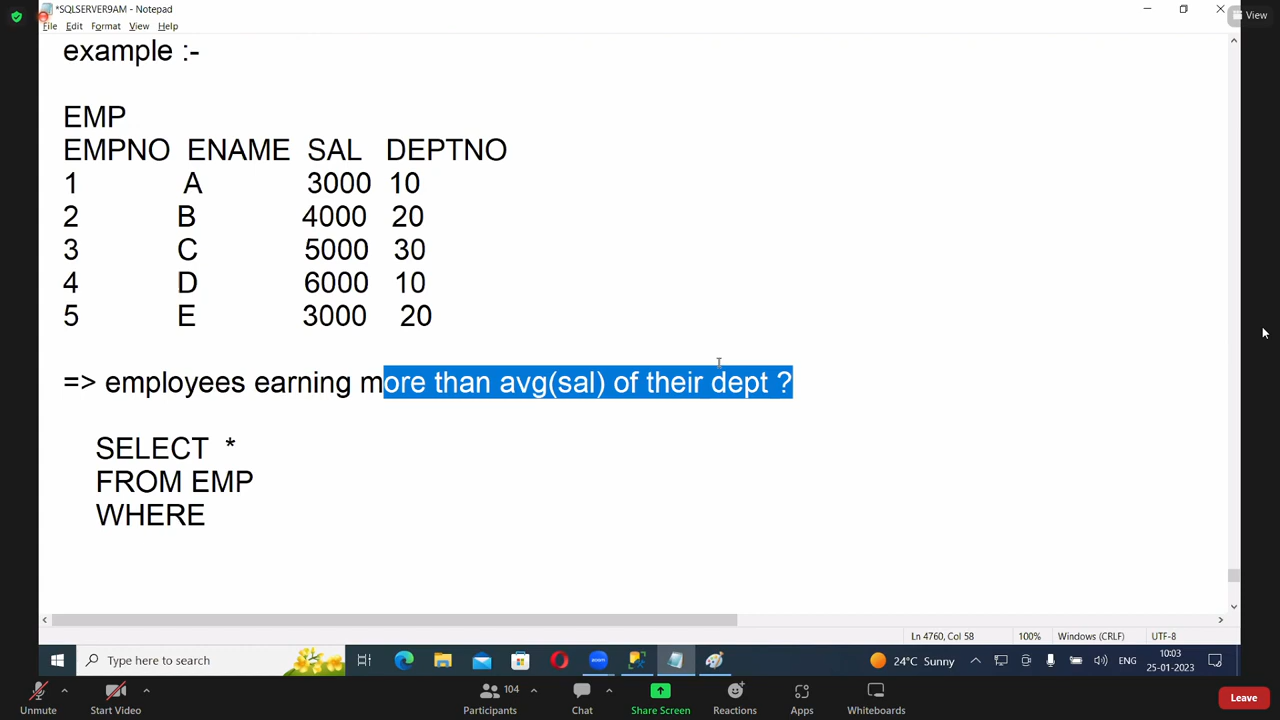 *SQLSERVER9AM - Notepad
File Edit Format View Help
View
example :-
EMP
EMPNO ENAME SAL DEPTNO
1 A 3000 10
2 B 4000 20
3 C 5000 30
4 D 6000 10
5 E 3000 20
=> employees earning more than avg(sal) of their dept ?
SELECT *
FROM EMP
WHERE
Ln 4760, Col 58 100% Windows (CRLF) UTF-8
Type here to search
zoom
24°C Sunny
ENG
10:03
25-01-2023
Unmute
Start Video
104
Participants
Chat
Share Screen
Reactions
Apps
Whiteboards
Leave